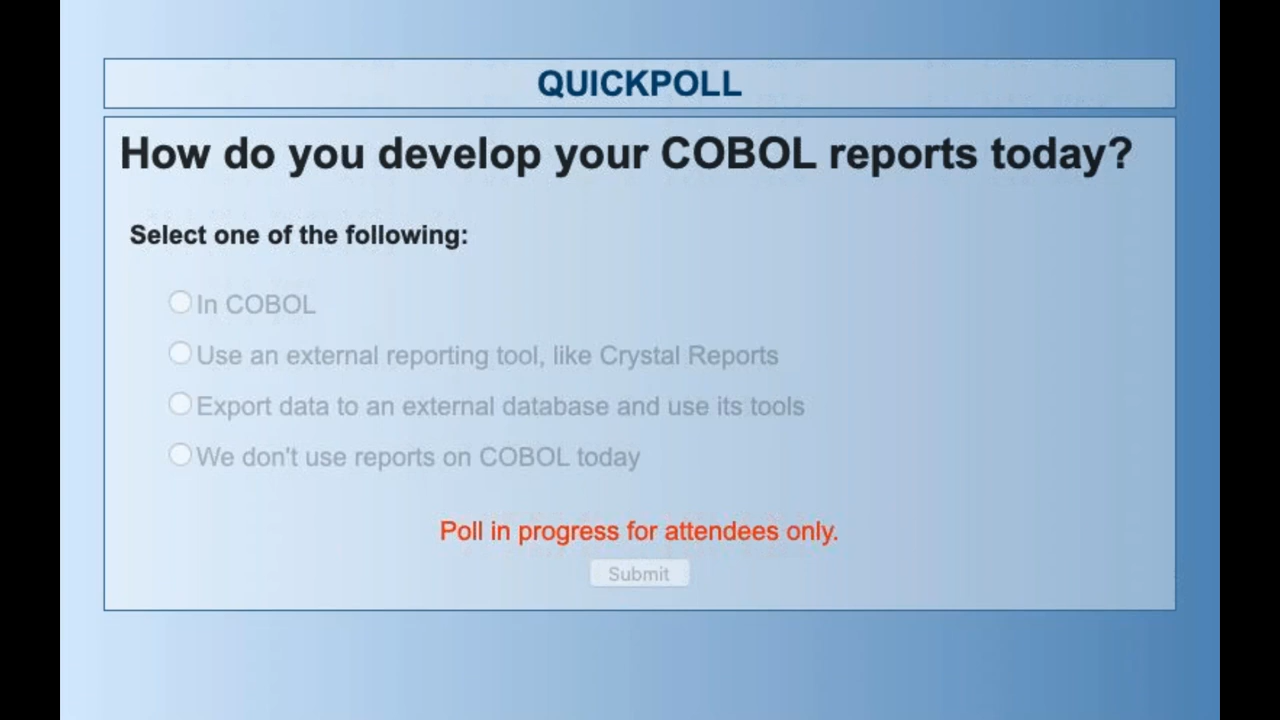 QUICKPOLL
How do you develop your COBOL reports today?
Select one of the following:
In COBOL
Use an external reporting tool, like Crystal Reports
Export data to an external database and use its tools
We don't use reports on COBOL today
Poll in progress for attendees only.
Submit